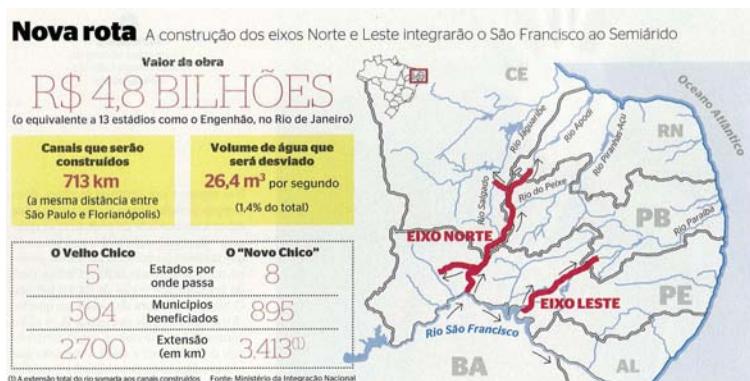 Nova rota A construção dos eixos Norte e Leste integrarão o São Francisco ao Semiárido
Valor da obra
R$ 4,8 BILHÕES
(o equivalente a 13 estádios como o Engenhão, no Rio de Janeiro)
Canais que serão
construídos
713 km
(a mesma distância entre
São Paulo e Florianópolis)
Volume de água que
será desviado
26,4 m³ por segundo
(1,4% do total)
O Velho Chico
O "Novo Chico"
5 Estados por onde passa 8
504 Municípios beneficiados 895
2.700 Extensão (em km) 3.413(1)
(1) A extensão total do rio somada aos canais construídos Fonte: Ministério da Integração Nacional
CE
Oceano Atlântico
RN
Rio Jaguaribe
Rio Apodi
Rio Piranhas-Açu
Rio Salgado
Rio do Peixe
PB
Rio Paraíba
EIXO NORTE
EIXO LESTE
PE
Rio São Francisco
BA
AL